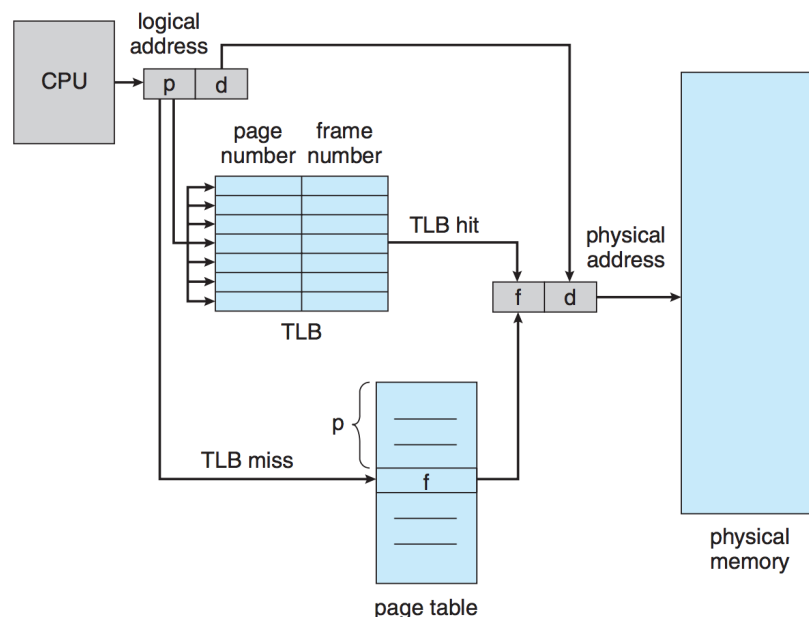 logical
address
CPU
p
d
page
number
frame
number
TLB hit
TLB
physical
address
f
d
p
TLB miss
f
page table
physical
memory